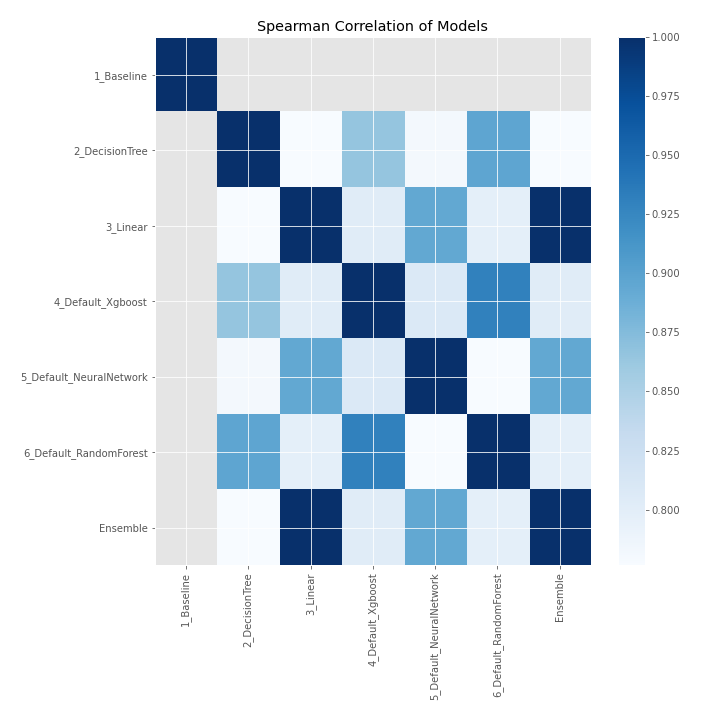 Spearman Correlation of Models
1_Baseline
2_DecisionTree
3_Linear
4_Default_Xgboost
5_Default_NeuralNetwork
6_Default_RandomForest
Ensemble
1_Baseline
2_DecisionTree
3_Linear
4_Default_Xgboost
5_Default_NeuralNetwork
6_Default_RandomForest
Ensemble
1.000
0.975
0.950
0.925
0.900
0.875
0.850
0.825
0.800